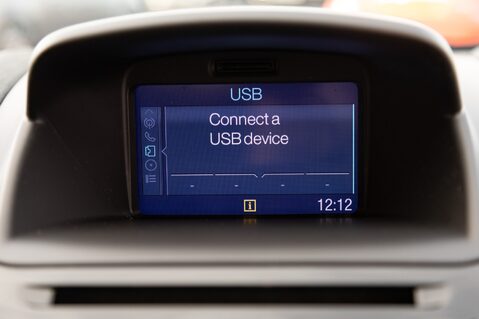 USB
Connect a
USB device
- - - -
i 12:12